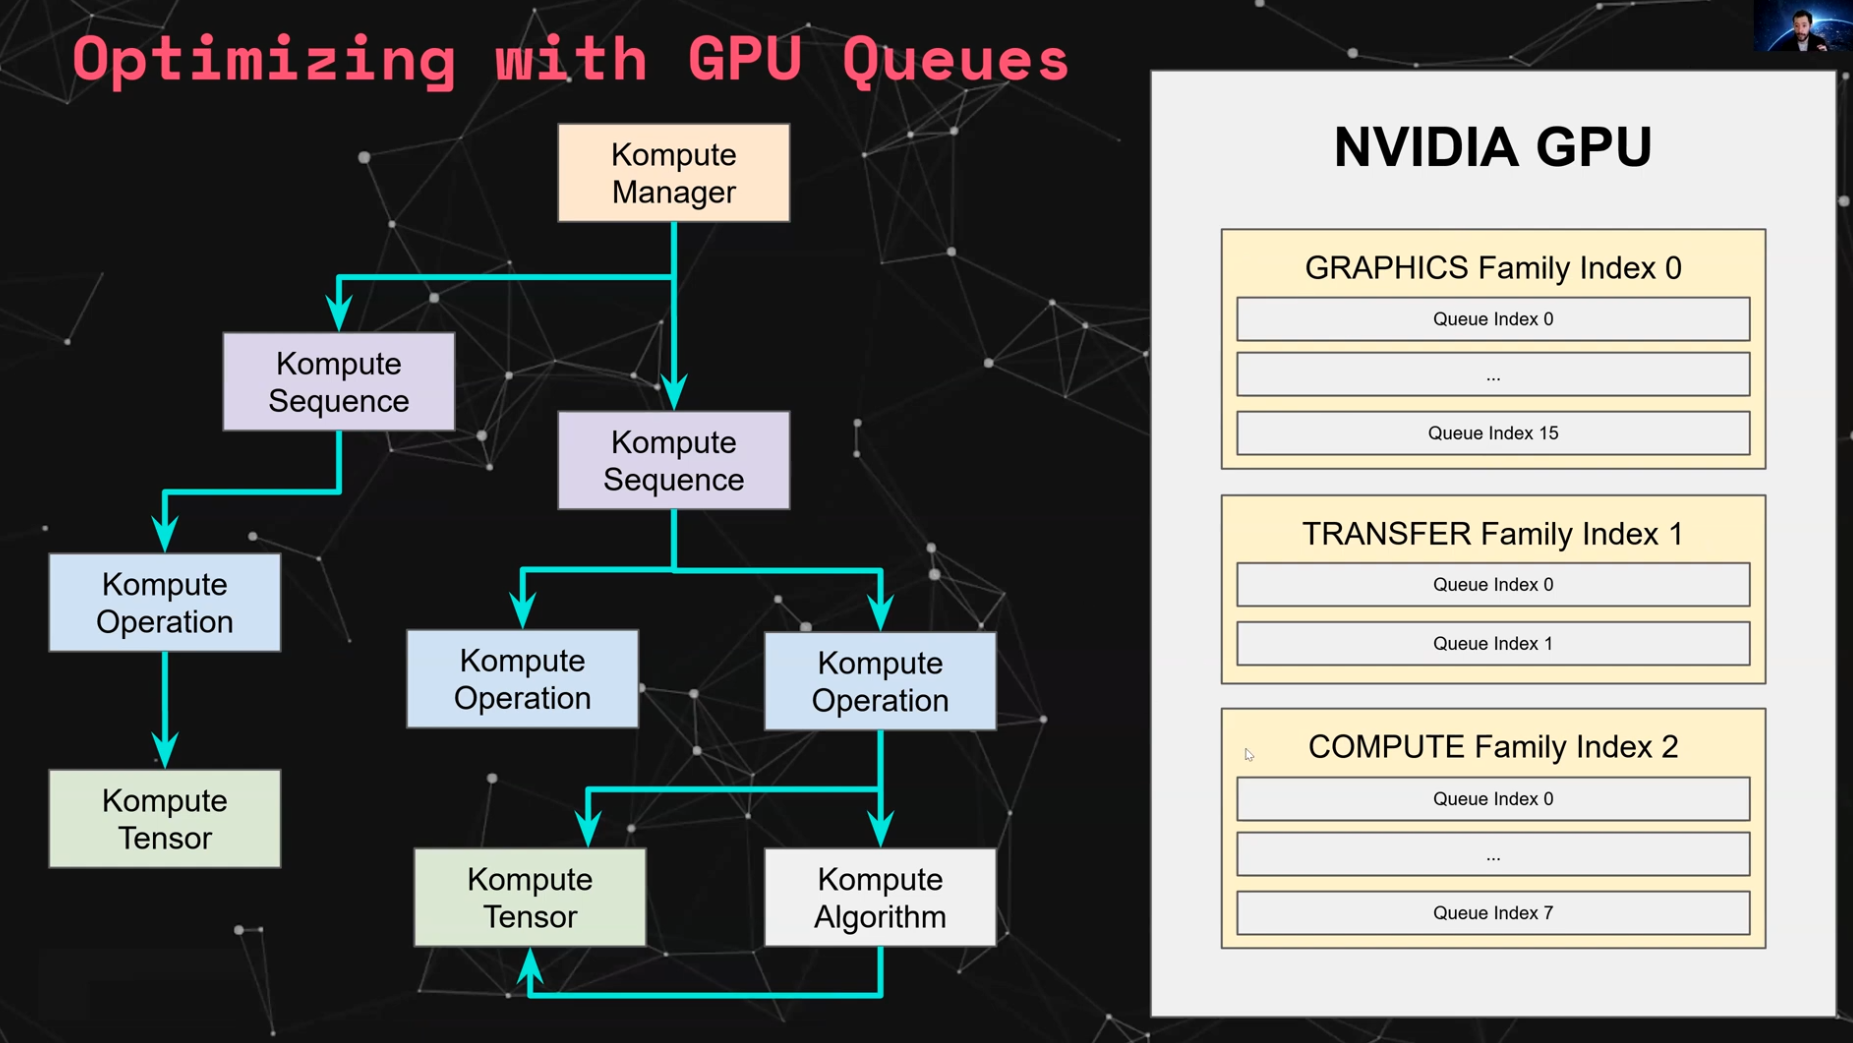 Optimizing with GPU Queues
Kompute
Manager
Kompute
Sequence
Kompute
Sequence
Kompute
Operation
Kompute
Operation
Kompute
Operation
Kompute
Tensor
Kompute
Tensor
Kompute
Algorithm
NVIDIA GPU
GRAPHICS Family Index 0
Queue Index 0
...
Queue Index 15
TRANSFER Family Index 1
Queue Index 0
Queue Index 1
COMPUTE Family Index 2
Queue Index 0
...
Queue Index 7